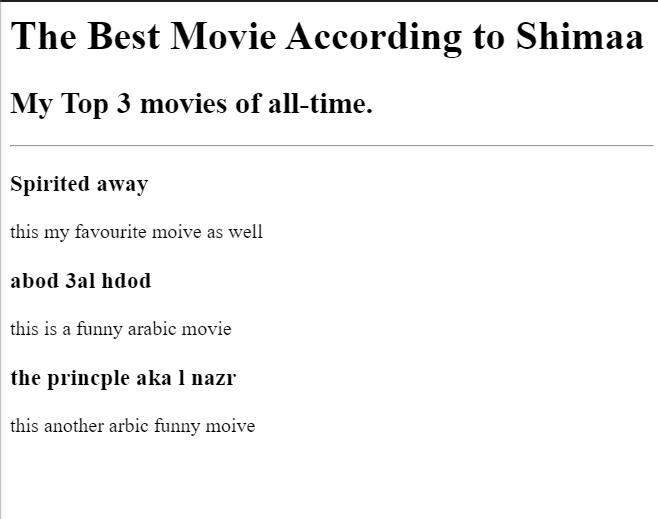 The Best Movie According to Shimaa
My Top 3 movies of all-time.
Spirited away
this my favourite moive as well
abod 3al hdod
this is a funny arabic movie
the princple aka l nazr
this another arbic funny moive